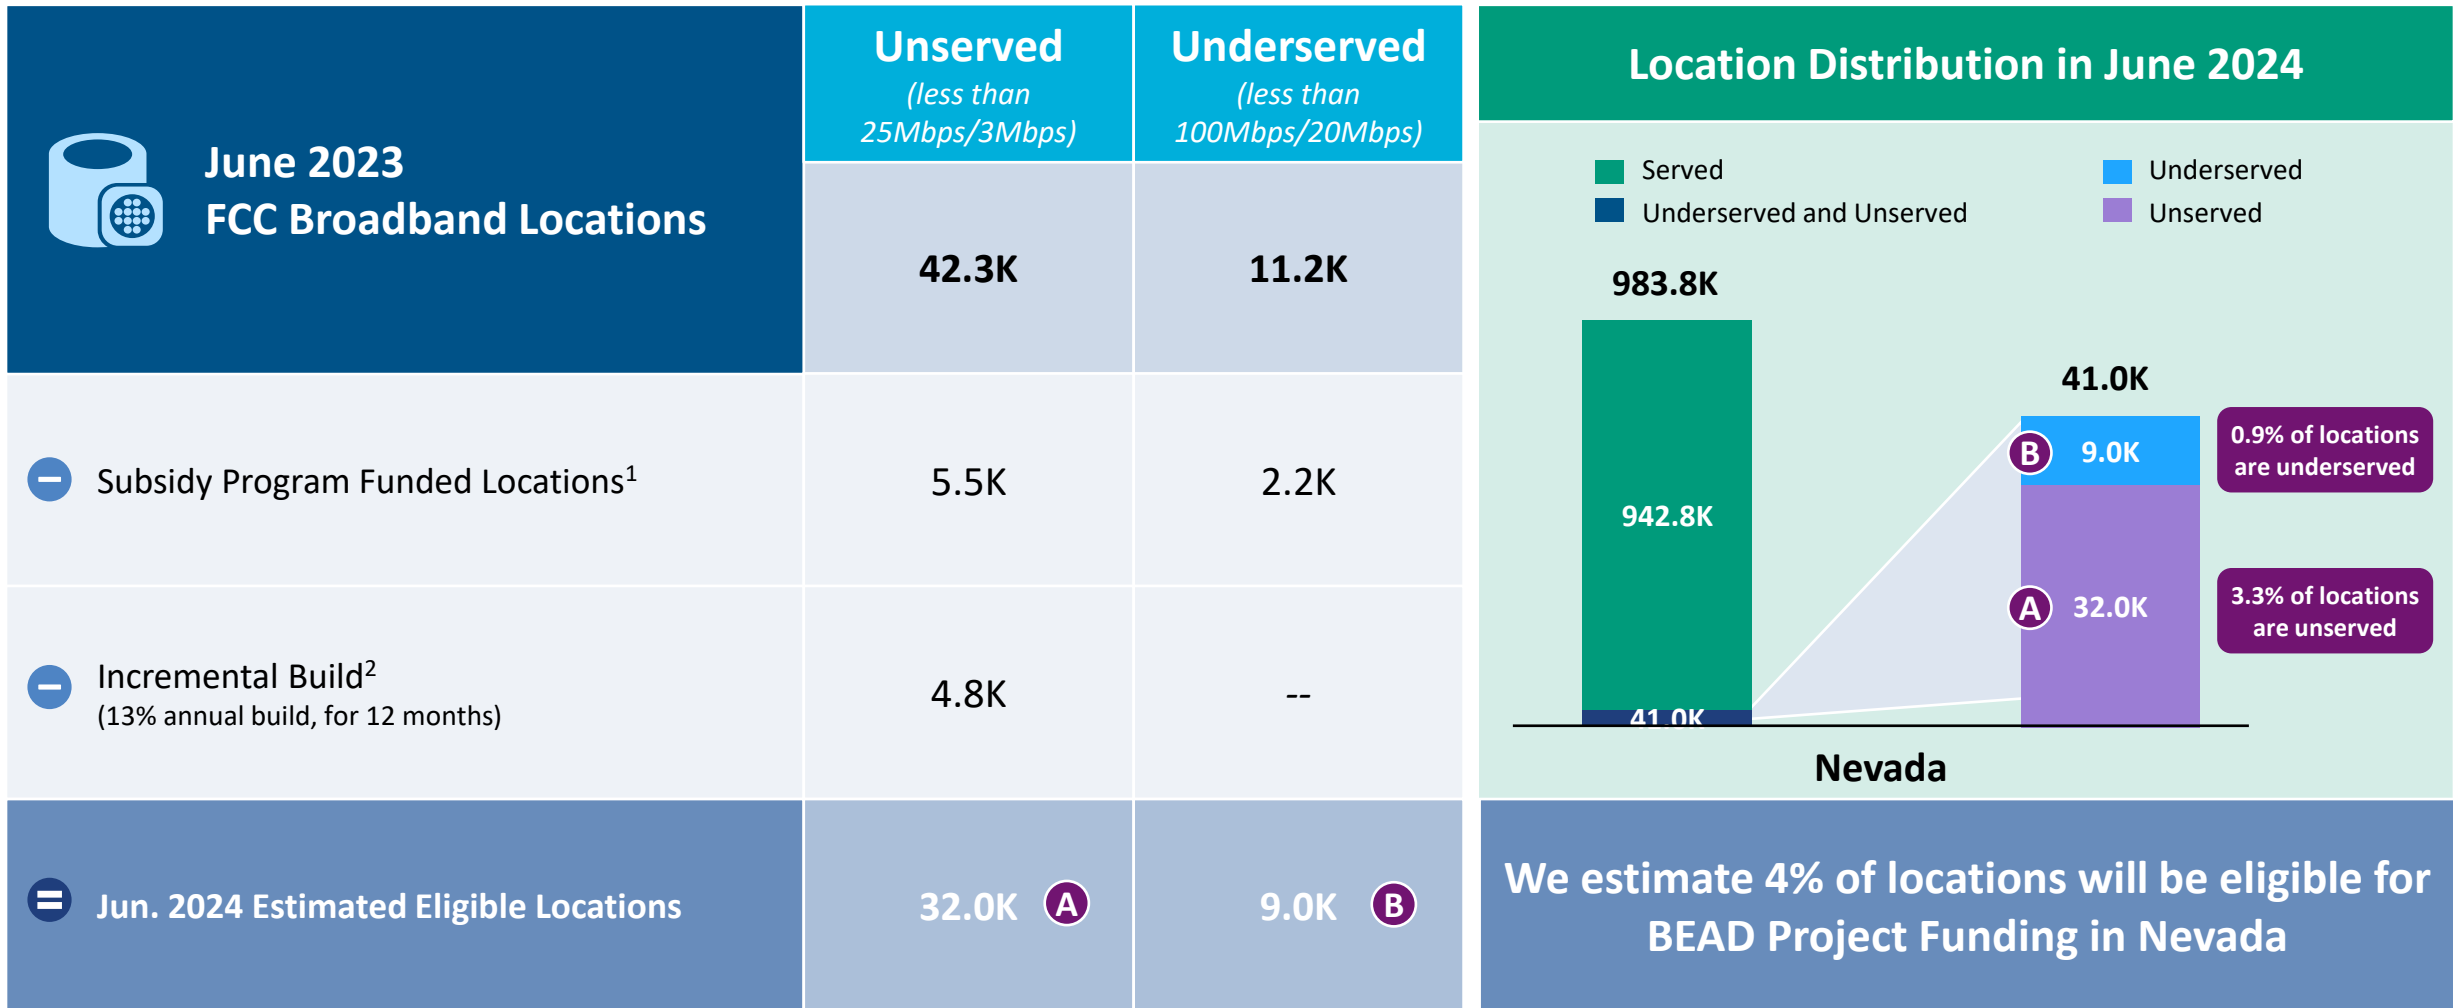 June 2023
FCC Broadband Locations
Unserved
(less than
25Mbps/3Mbps)
Underserved
(less than
100Mbps/20Mbps)
42.3K
11.2K
Subsidy Program Funded Locations¹
5.5K
2.2K
Incremental Build²
(13% annual build, for 12 months)
4.8K
--
Jun. 2024 Estimated Eligible Locations
32.0K A
9.0K B
Location Distribution in June 2024
Served
Underserved
Underserved and Unserved
Unserved
983.8K
942.8K
41.0K
41.0K
B 9.0K
0.9% of locations
are underserved
A 32.0K
3.3% of locations
are unserved
Nevada
We estimate 4% of locations will be eligible for
BEAD Project Funding in Nevada